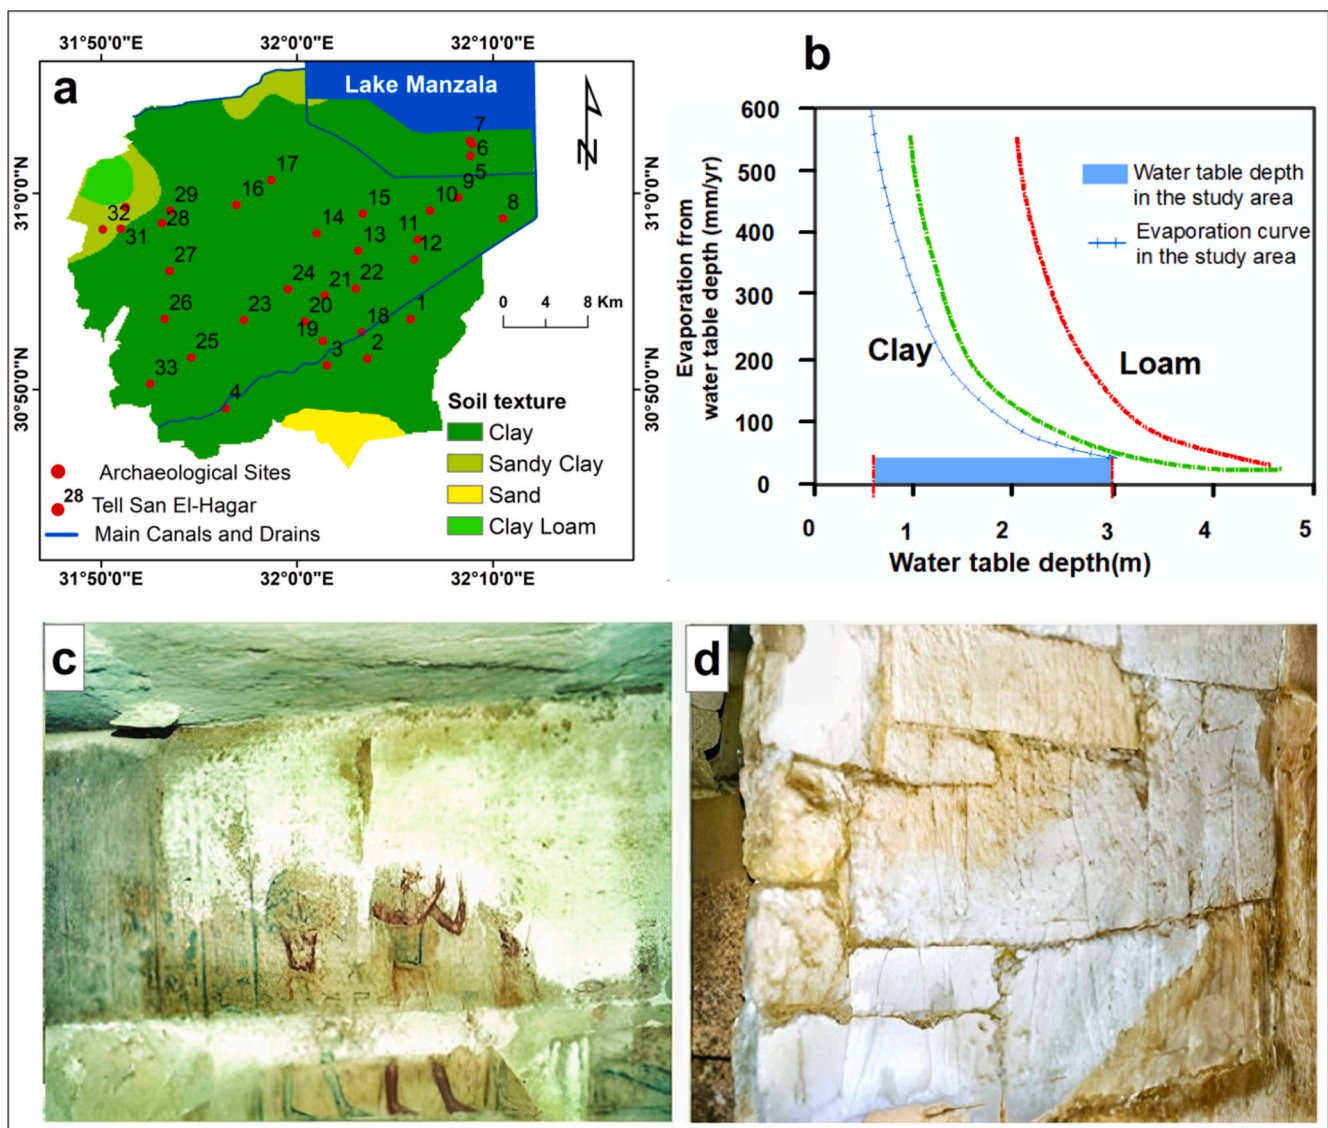 a
31°50'0"E 32°0'0"E 32°10'0"E
Lake Manzala
N
31°0'0"N
31°0'0"N
30°50'0"N
30°50'0"N
7
6
5
17
16
29
28
32
31
15
14
13
9
10
11
8
12
27
24
21
22
26
23
20
19
18
1
25
3
2
33
4
0 4 8 Km
Soil texture
Clay
Sandy Clay
Sand
Clay Loam
Archaeological Sites
28 Tell San El-Hagar
Main Canals and Drains
31°50'0"E 32°0'0"E 32°10'0"E
b
Evaporation from
water table depth (mm/yr)
600
500
400
300
200
100
0
Water table depth
in the study area
Evaporation curve
in the study area
Clay
Loam
0 1 2 3 4 5
Water table depth(m)
c
d